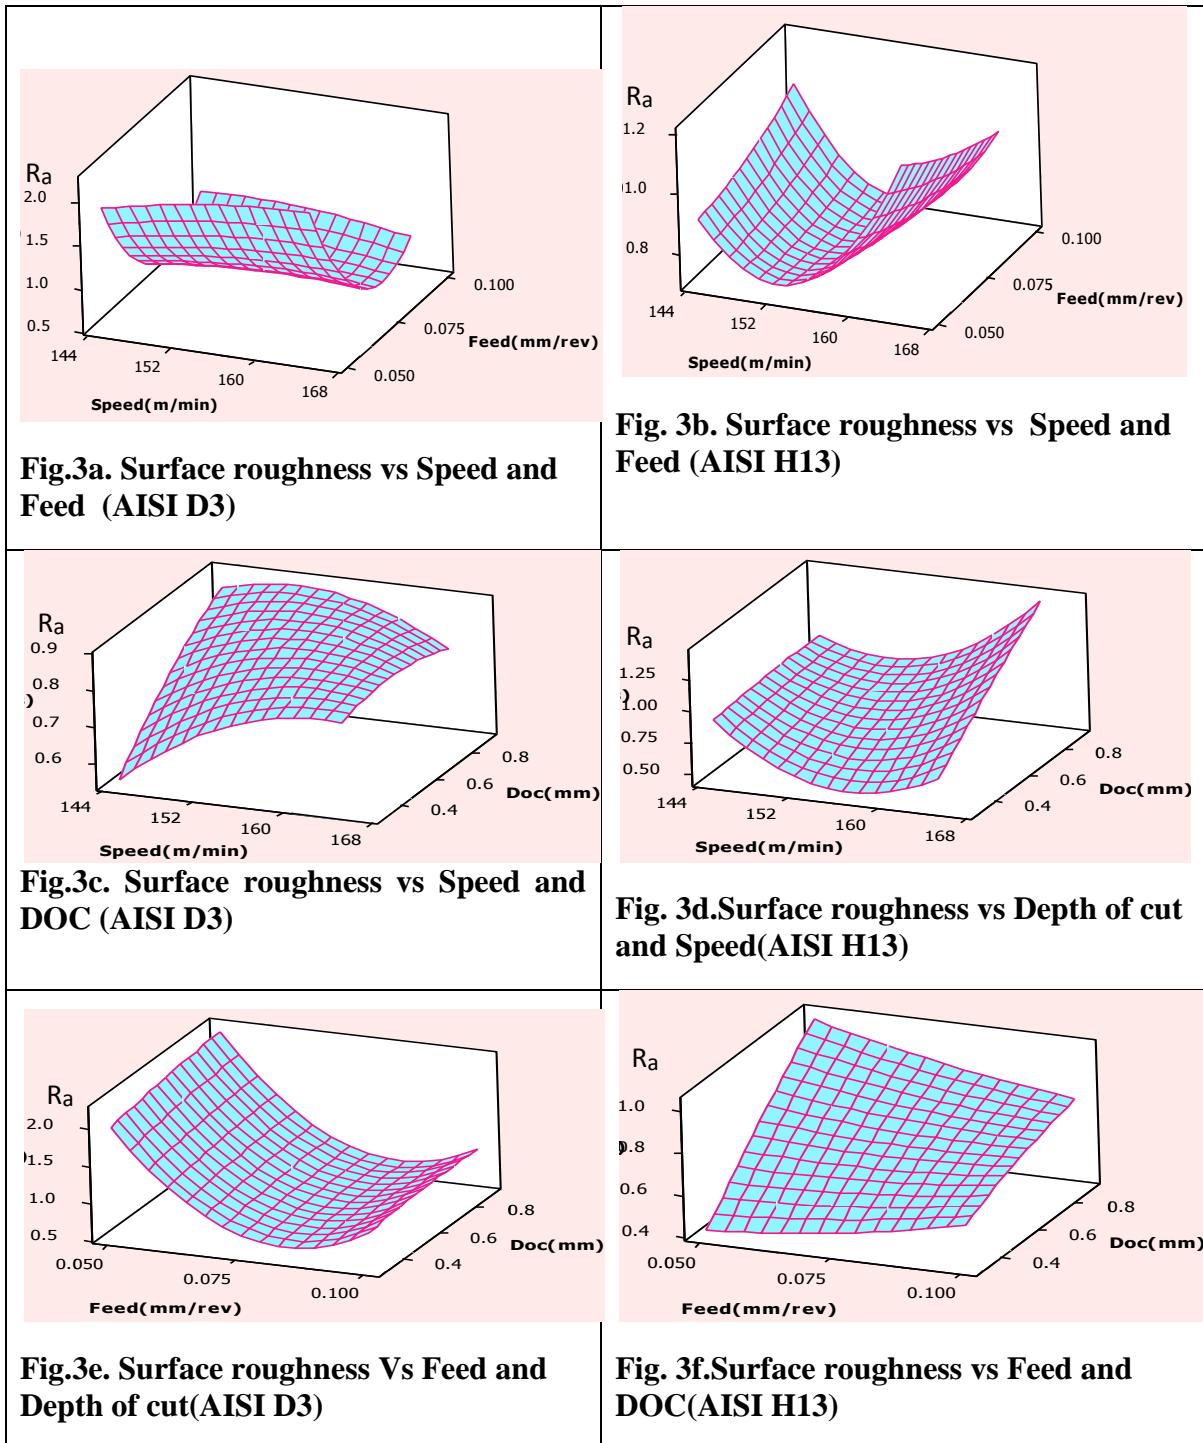 Ra
2.0
1.5
1.0
0.5
144
152
160
168
Speed(m/min)
0.050
0.075
0.100
Feed(mm/rev)
Fig.3a. Surface roughness vs Speed and
Feed (AISI D3)
Ra
1.2
1.0
0.8
144
152
160
168
Speed(m/min)
0.050
0.075
0.100
Feed(mm/rev)
Fig. 3b. Surface roughness vs Speed and
Feed (AISI H13)
Ra
0.9
0.8
0.7
0.6
144
152
160
168
Speed(m/min)
0.4
0.6
0.8
Doc(mm)
Fig.3c. Surface roughness vs Speed and
DOC (AISI D3)
Ra
1.25
1.00
0.75
0.50
144
152
160
168
Speed(m/min)
0.4
0.6
0.8
Doc(mm)
Fig. 3d.Surface roughness vs Depth of cut
and Speed(AISI H13)
Ra
2.0
1.5
1.0
0.5
0.050
0.075
0.100
Feed(mm/rev)
0.4
0.6
0.8
Doc(mm)
Fig.3e. Surface roughness Vs Feed and
Depth of cut(AISI D3)
Ra
1.0
0.8
0.6
0.4
0.050
0.075
0.100
Feed(mm/rev)
0.4
0.6
0.8
Doc(mm)
Fig. 3f.Surface roughness vs Feed and
DOC(AISI H13)